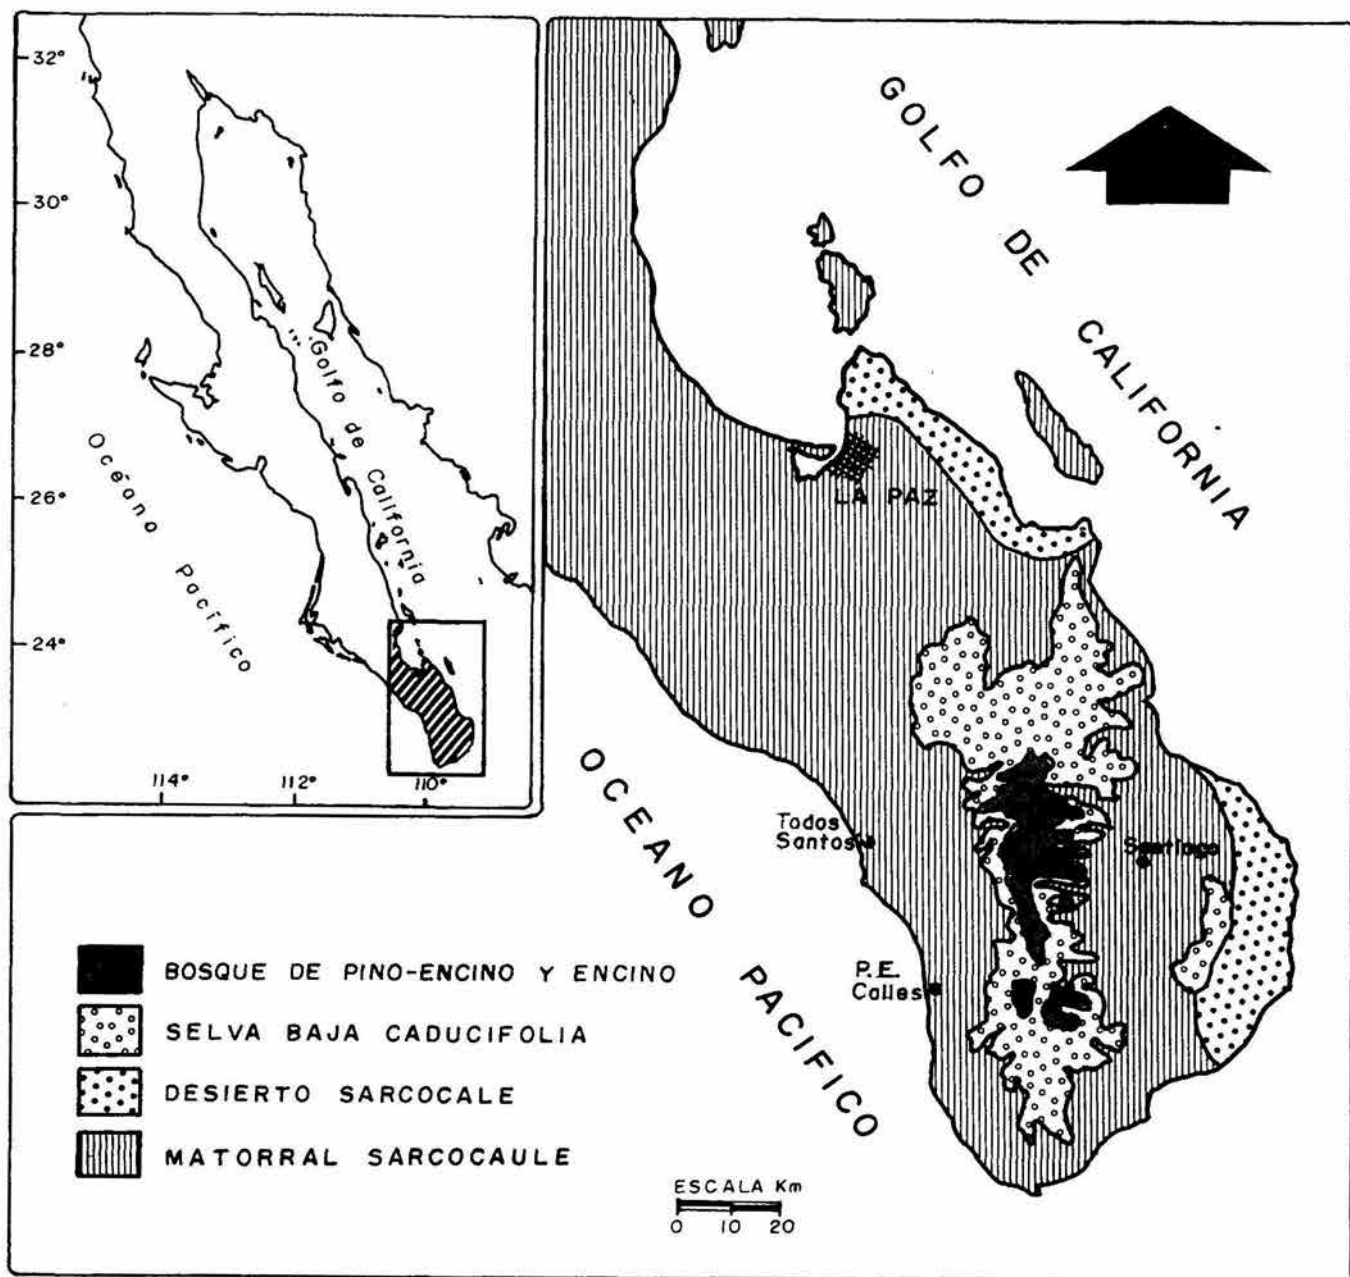 32°
30°
28°
26°
24°
114°
112°
110°
Golfo de California
Océano Pacífico
GOLFO DE CALIFORNIA
LA PAZ
OCEANO PACIFICO
Todos
Santos
Santiago
P.E.
Calles
BOSQUE DE PINO-ENCINO Y ENCINO
SELVA BAJA CADUCIFOLIA
DESIERTO SARCOCALE
MATORRAL SARCOCAULE
ESCALA Km
0 10 20